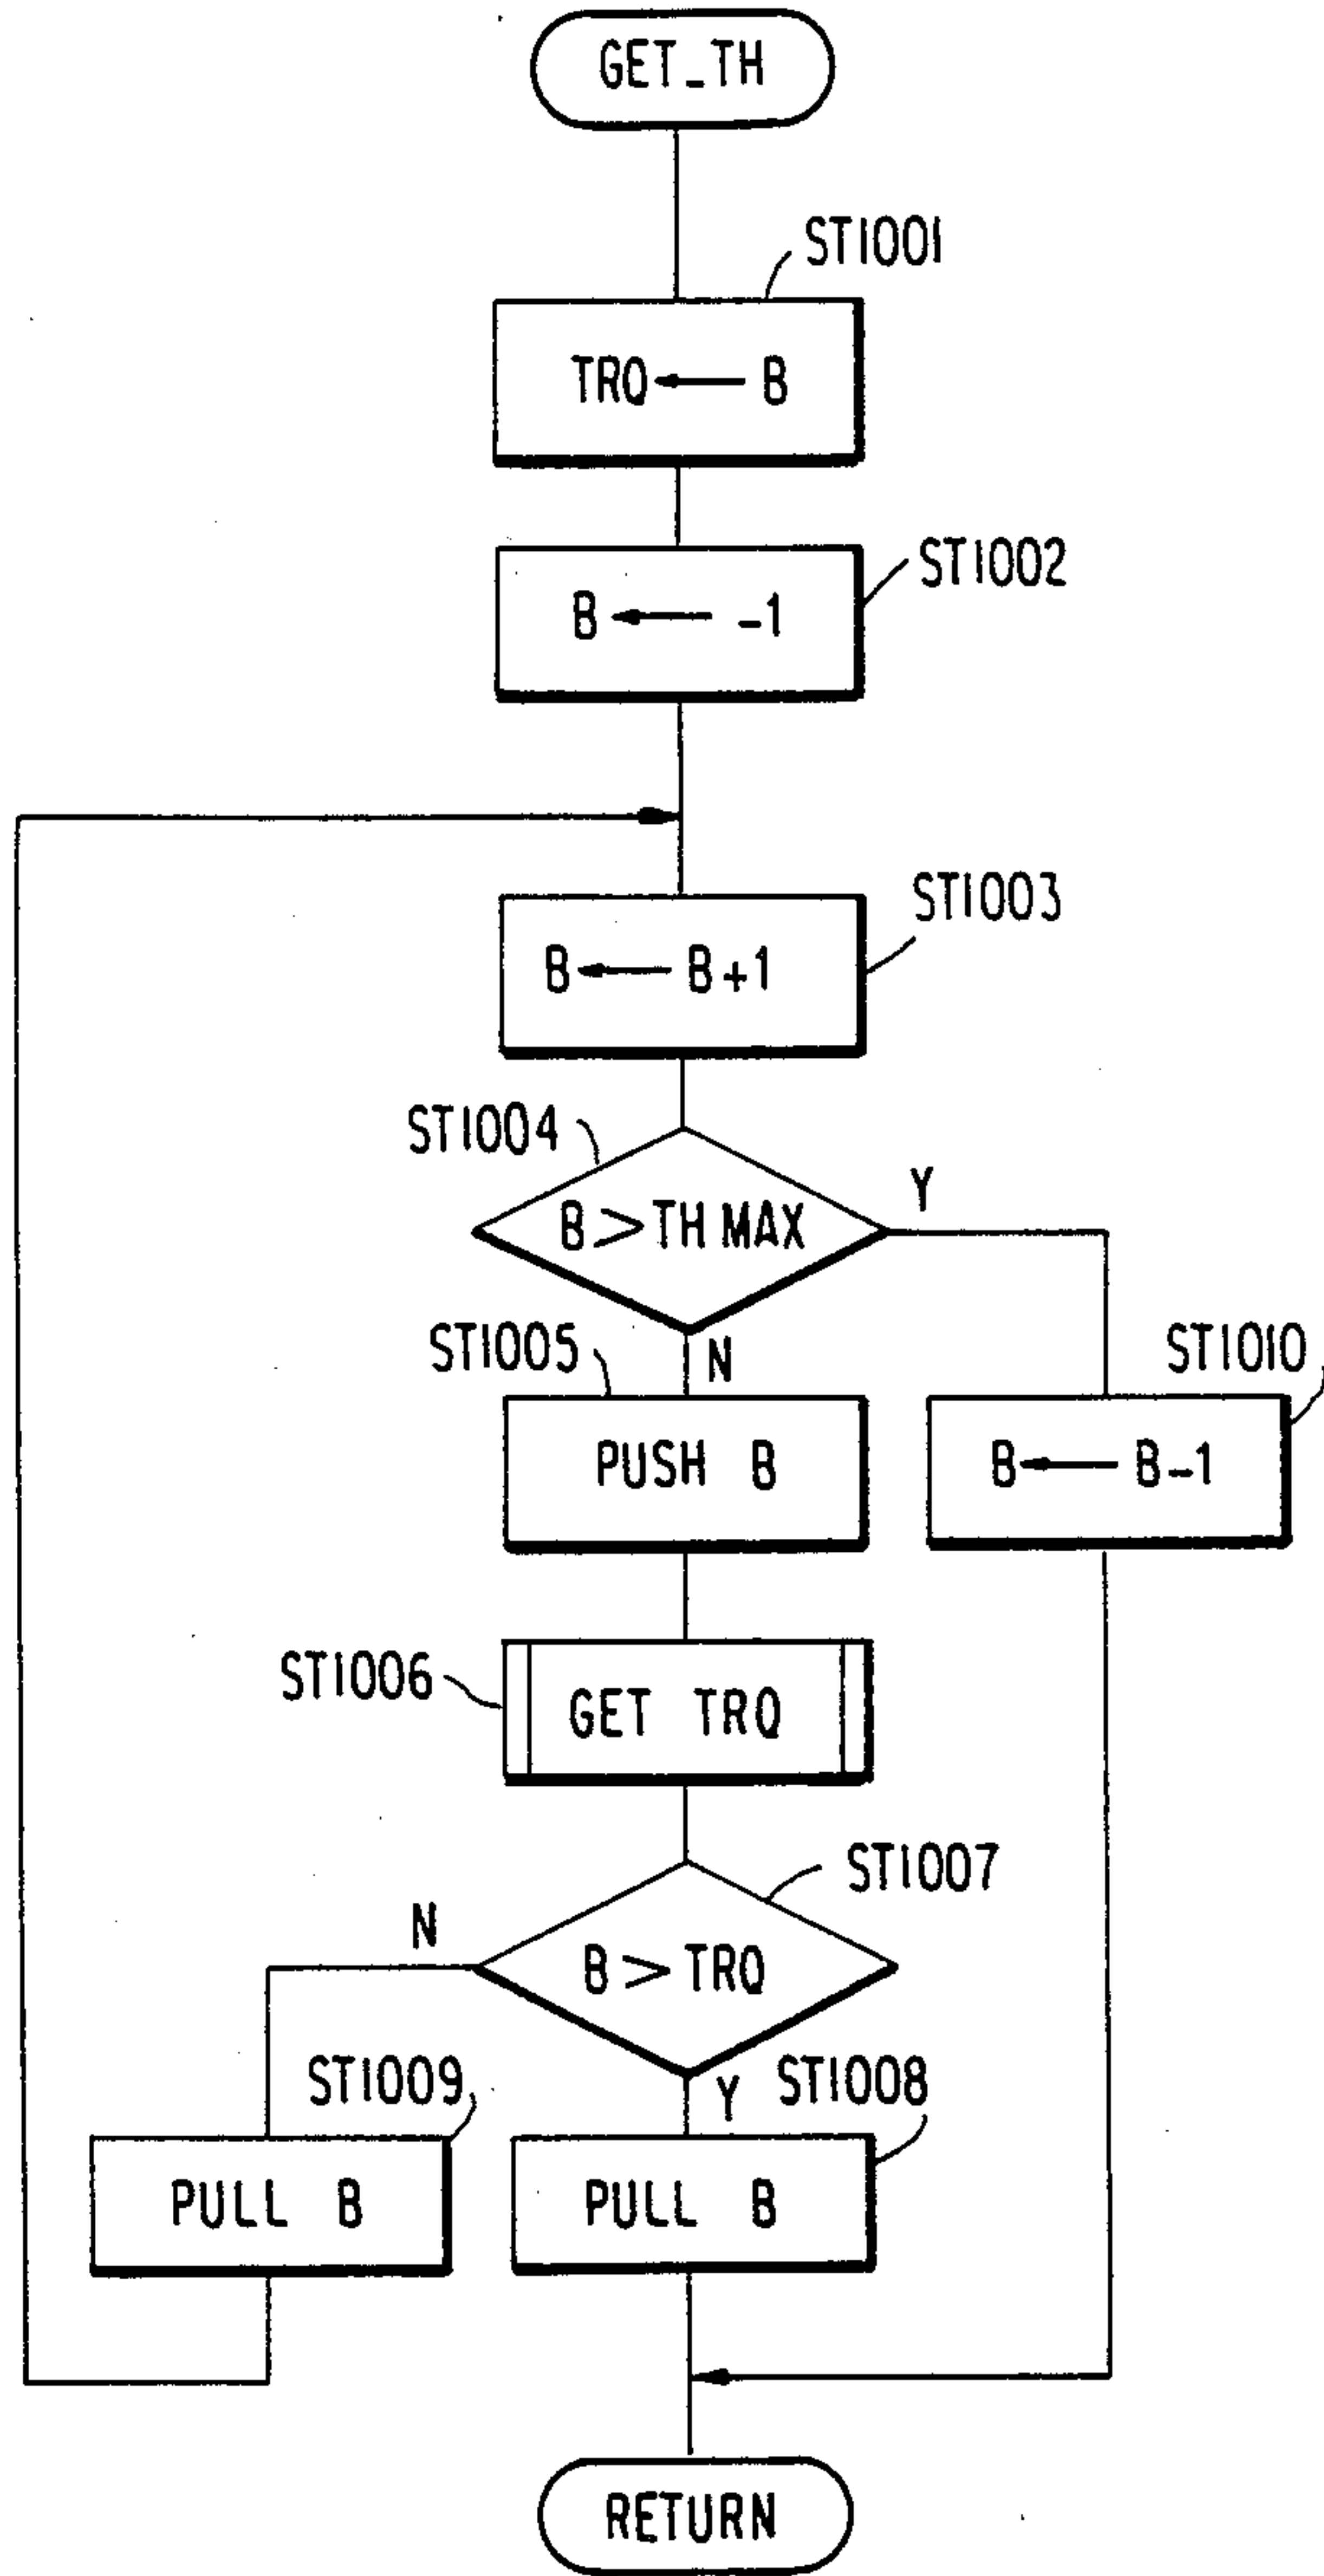 GET_TH
ST1001
TRQ ← B
ST1002
B ← -1
ST1003
B ← B+1
ST1004
B > TH MAX
Y
N
ST1005
PUSH B
ST1010
B ← B-1
ST1006
GET TRQ
ST1007
B > TRQ
N
Y
ST1009
PULL B
ST1008
PULL B
RETURN